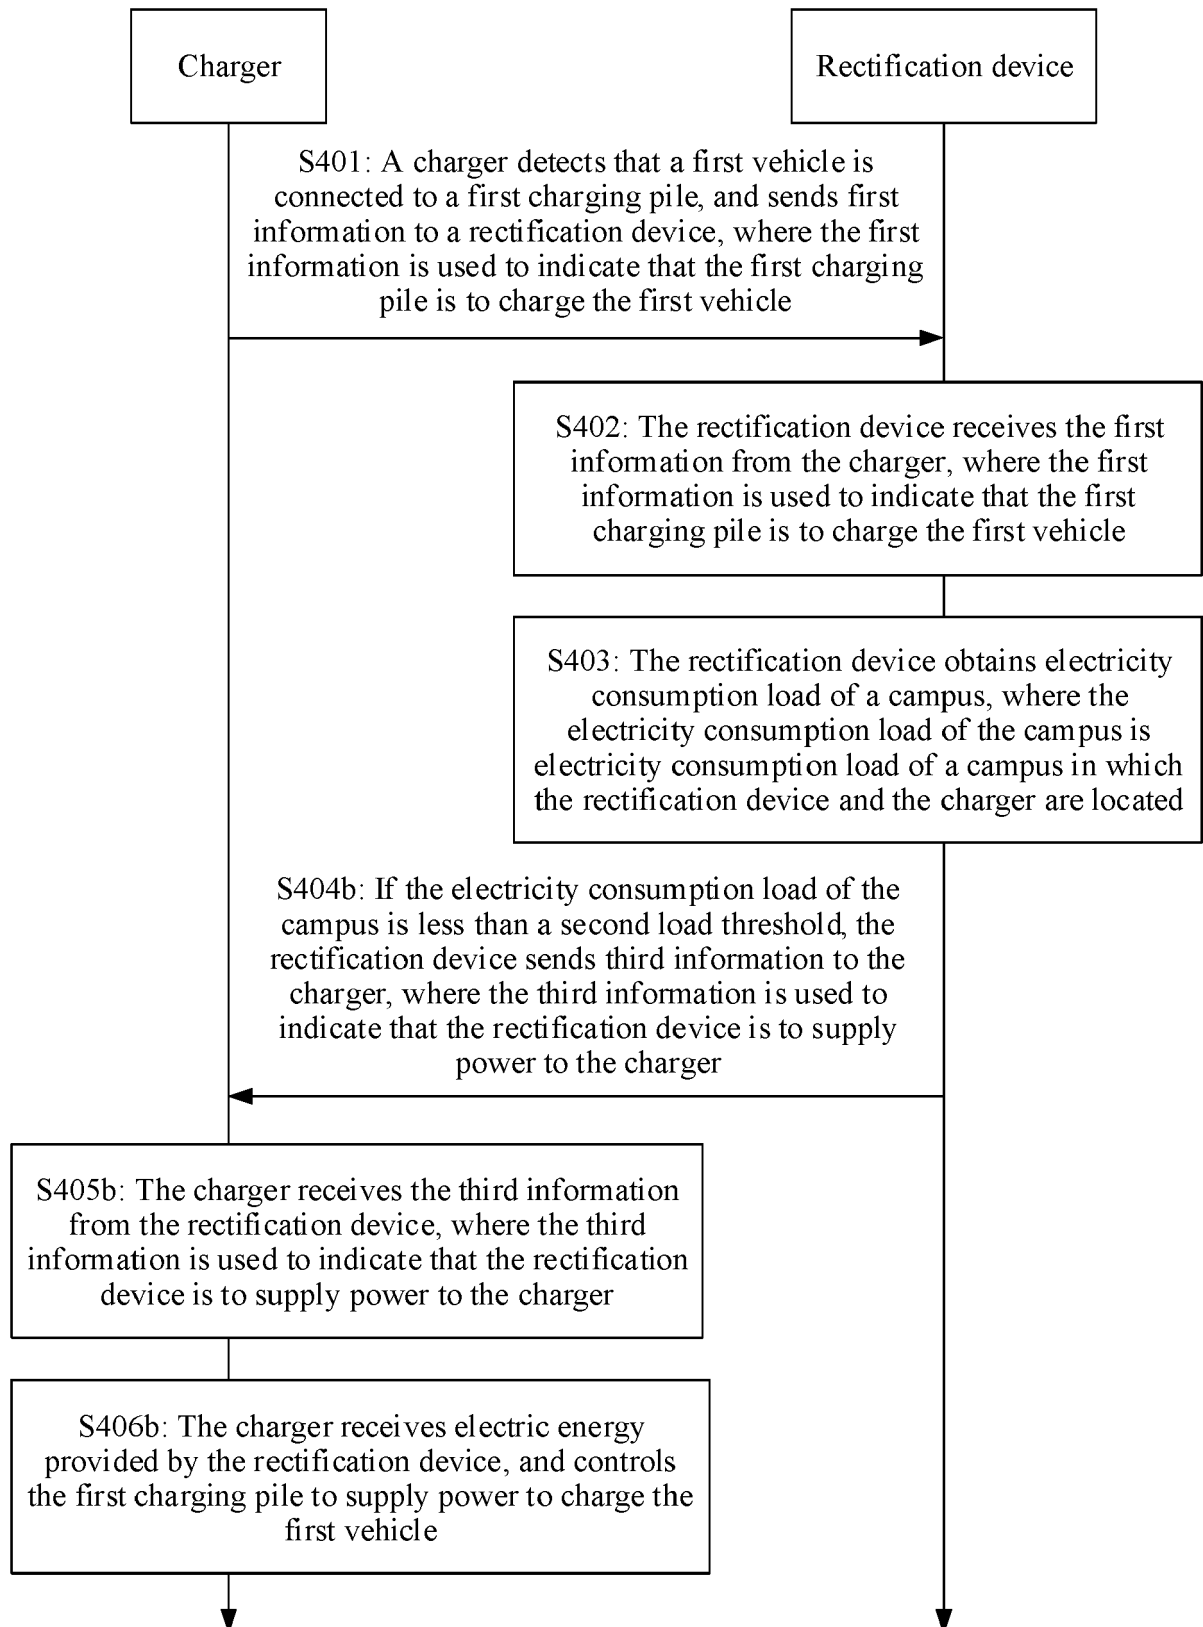 Charger
Rectification device
S401: A charger detects that a first vehicle is
connected to a first charging pile, and sends first
information to a rectification device, where the first
information is used to indicate that the first charging
pile is to charge the first vehicle
S402: The rectification device receives the first
information from the charger, where the first
information is used to indicate that the first
charging pile is to charge the first vehicle
S403: The rectification device obtains electricity
consumption load of a campus, where the
electricity consumption load of the campus is
electricity consumption load of a campus in which
the rectification device and the charger are located
S404b: If the electricity consumption load of the
campus is less than a second load threshold, the
rectification device sends third information to the
charger, where the third information is used to
indicate that the rectification device is to supply
power to the charger
S405b: The charger receives the third information
from the rectification device, where the third
information is used to indicate that the rectification
device is to supply power to the charger
S406b: The charger receives electric energy
provided by the rectification device, and controls
the first charging pile to supply power to charge the
first vehicle